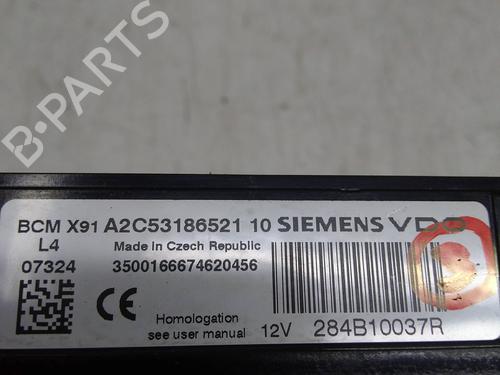 B-PARTS
BCM X91 A2C53186521 10 SIEMENS VDO
L4
Made in Czech Republic
07324
3500166674620456
CE
Homologation
see user manual
12V
284B10037R